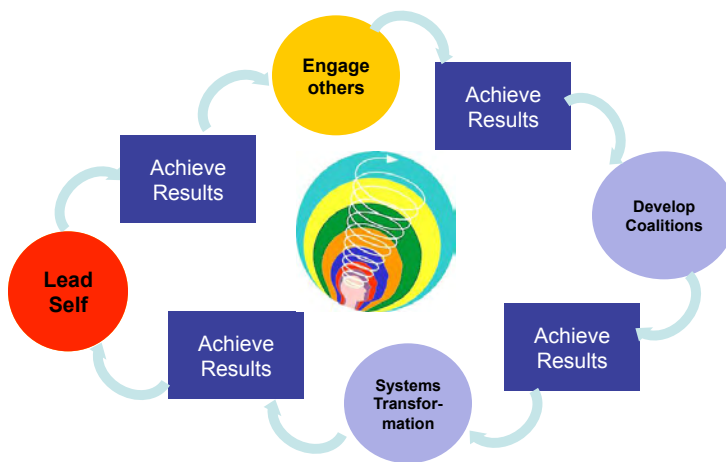 Engage
others
Achieve
Results
Achieve
Results
Develop
Coalitions
Lead
Self
Achieve
Results
Achieve
Results
Systems
Transfor-
mation